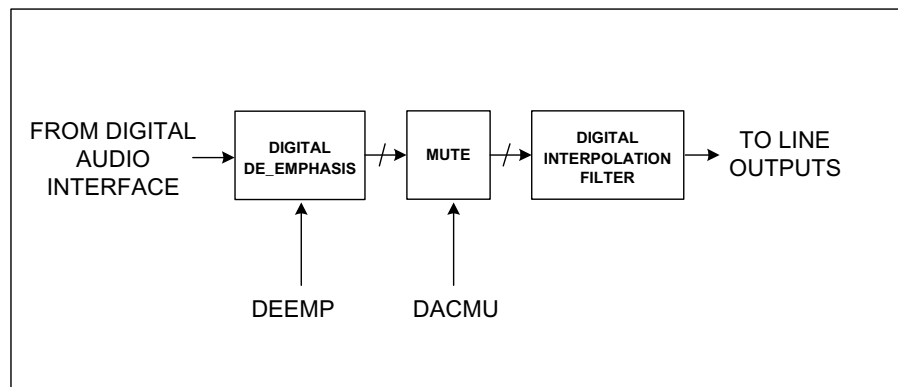 FROM DIGITAL
AUDIO
INTERFACE
DIGITAL
DE_EMPHASIS
MUTE
DIGITAL
INTERPOLATION
FILTER
TO LINE
OUTPUTS
DEEMP
DACMU